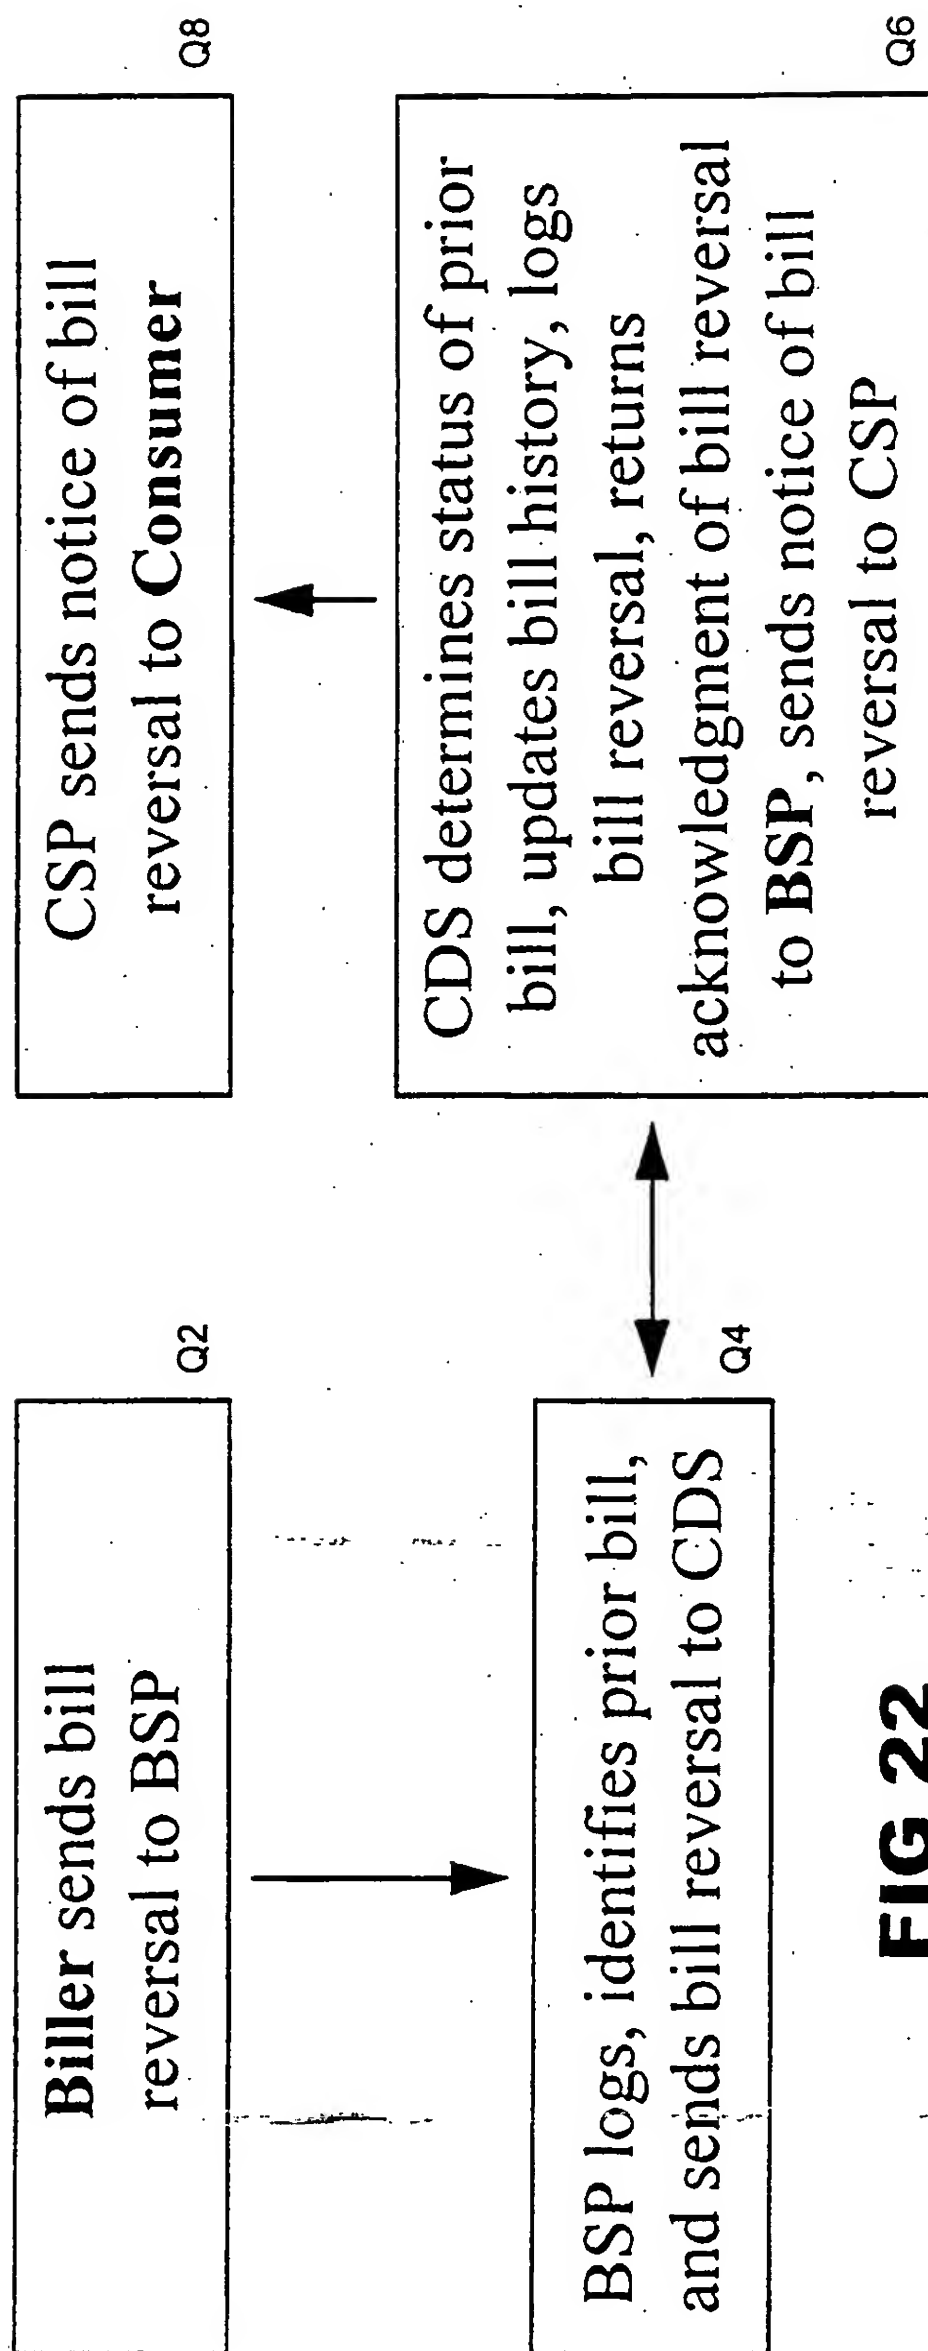 Biller sends bill
reversal to BSP
Q2
BSP logs, identifies prior bill,
and sends bill reversal to CDS
Q4
CDS determines status of prior
bill, updates bill history, logs
bill reversal, returns
acknowledgment of bill reversal
to BSP, sends notice of bill
reversal to CSP
Q6
CSP sends notice of bill
reversal to Consumer
Q8
FIG 22